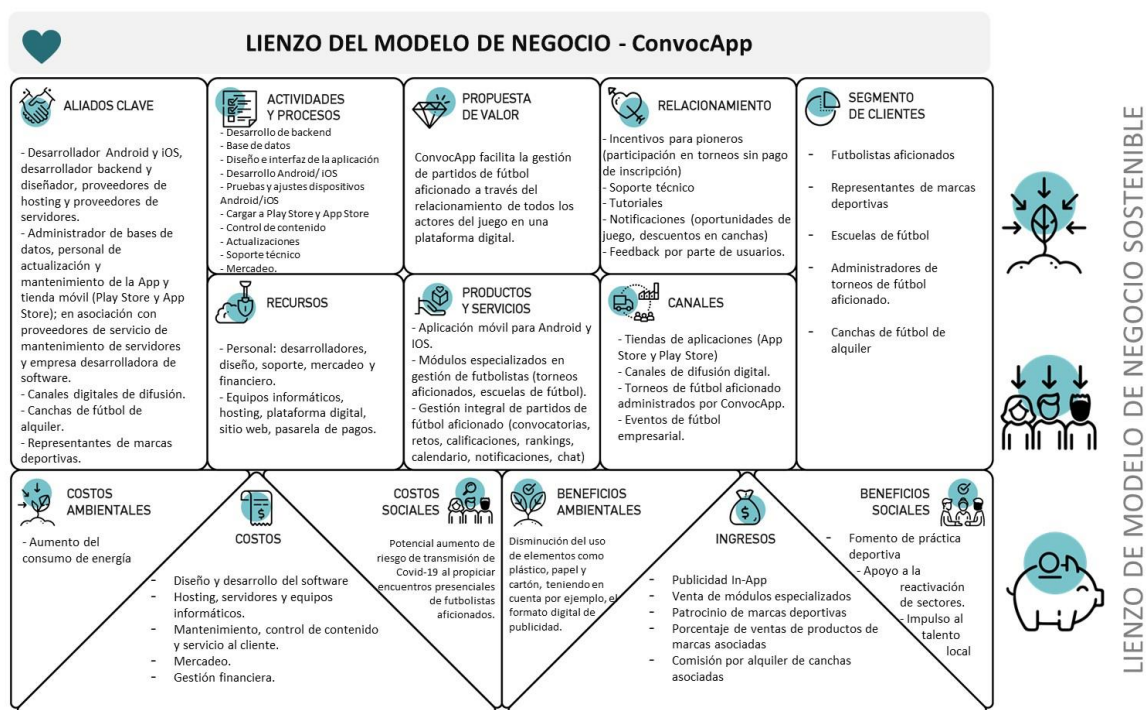 LIENZO DEL MODELO DE NEGOCIO - ConvocApp
ALIADOS CLAVE
- Desarrollador Android y iOS,
desarrollador backend y
diseñador, proveedores de
hosting y proveedores de
servidores.
- Administrador de bases de
datos, personal de
actualización y
mantenimiento de la App y
tienda móvil (Play Store y App
Store); en asociación con
proveedores de servicio de
mantenimiento de servidores
y empresa desarrolladora de
software.
- Canales digitales de difusión.
- Canchas de fútbol de
alquiler.
- Representantes de marcas
deportivas.
ACTIVIDADES
Y PROCESOS
- Desarrollo de backend
- Base de datos
- Diseño e interfaz de la aplicación
- Desarrollo Android/ iOS
- Pruebas y ajustes dispositivos
Android/iOS
- Cargar a Play Store y App Store
- Control de contenido
- Actualizaciones
- Soporte técnico
- Mercadeo.
RECURSOS
- Personal: desarrolladores,
diseño, soporte, mercadeo y
financiero.
- Equipos informáticos,
hosting, plataforma digital,
sitio web, pasarela de pagos.
PROPUESTA
DE VALOR
ConvocApp facilita la gestión
de partidos de fútbol
aficionado a través del
relacionamiento de todos los
actores del juego en una
plataforma digital.
PRODUCTOS
Y SERVICIOS
- Aplicación móvil para Android y
IOS.
- Módulos especializados en
gestión de futbolistas (torneos
aficionados, escuelas de fútbol).
- Gestión integral de partidos de
fútbol aficionado (convocatorias,
retos, calificaciones, rankings,
calendario, notificaciones, chat)
RELACIONAMIENTO
- Incentivos para pioneros
(participación en torneos sin pago
de inscripción)
- Soporte técnico
- Tutoriales
- Notificaciones (oportunidades de
juego, descuentos en canchas)
- Feedback por parte de usuarios.
CANALES
- Tiendas de aplicaciones (App
Store y Play Store)
- Canales de difusión digital.
- Torneos de fútbol aficionado
administrados por ConvocApp.
- Eventos de fútbol
empresarial.
SEGMENTO
DE CLIENTES
- Futbolistas aficionados
- Representantes de marcas
deportivas
- Escuelas de fútbol
- Administradores de
torneos de fútbol
aficionado.
- Canchas de fútbol de
alquiler
COSTOS
AMBIENTALES
- Aumento del
consumo de energía
$
COSTOS
- Diseño y desarrollo del software
- Hosting, servidores y equipos
informáticos.
- Mantenimiento, control de contenido
y servicio al cliente.
- Mercadeo.
- Gestión financiera.
COSTOS
SOCIALES
Potencial aumento de
riesgo de transmisión de
Covid-19 al propiciar
encuentros presenciales
de futbolistas
aficionados.
BENEFICIOS
AMBIENTALES
Disminución del uso
de elementos como
plástico, papel y
cartón, teniendo en
cuenta por ejemplo, el
formato digital de
publicidad.
$
INGRESOS
- Publicidad In-App
- Venta de módulos especializados
- Patrocinio de marcas deportivas
- Porcentaje de ventas de productos de
marcas asociadas
- Comisión por alquiler de canchas
asociadas
BENEFICIOS
SOCIALES
- Fomento de práctica
deportiva
- Apoyo a la
reactivación
de sectores.
- Impulso al
talento
local
LIENZO DE MODELO DE NEGOCIO SOSTENIBLE